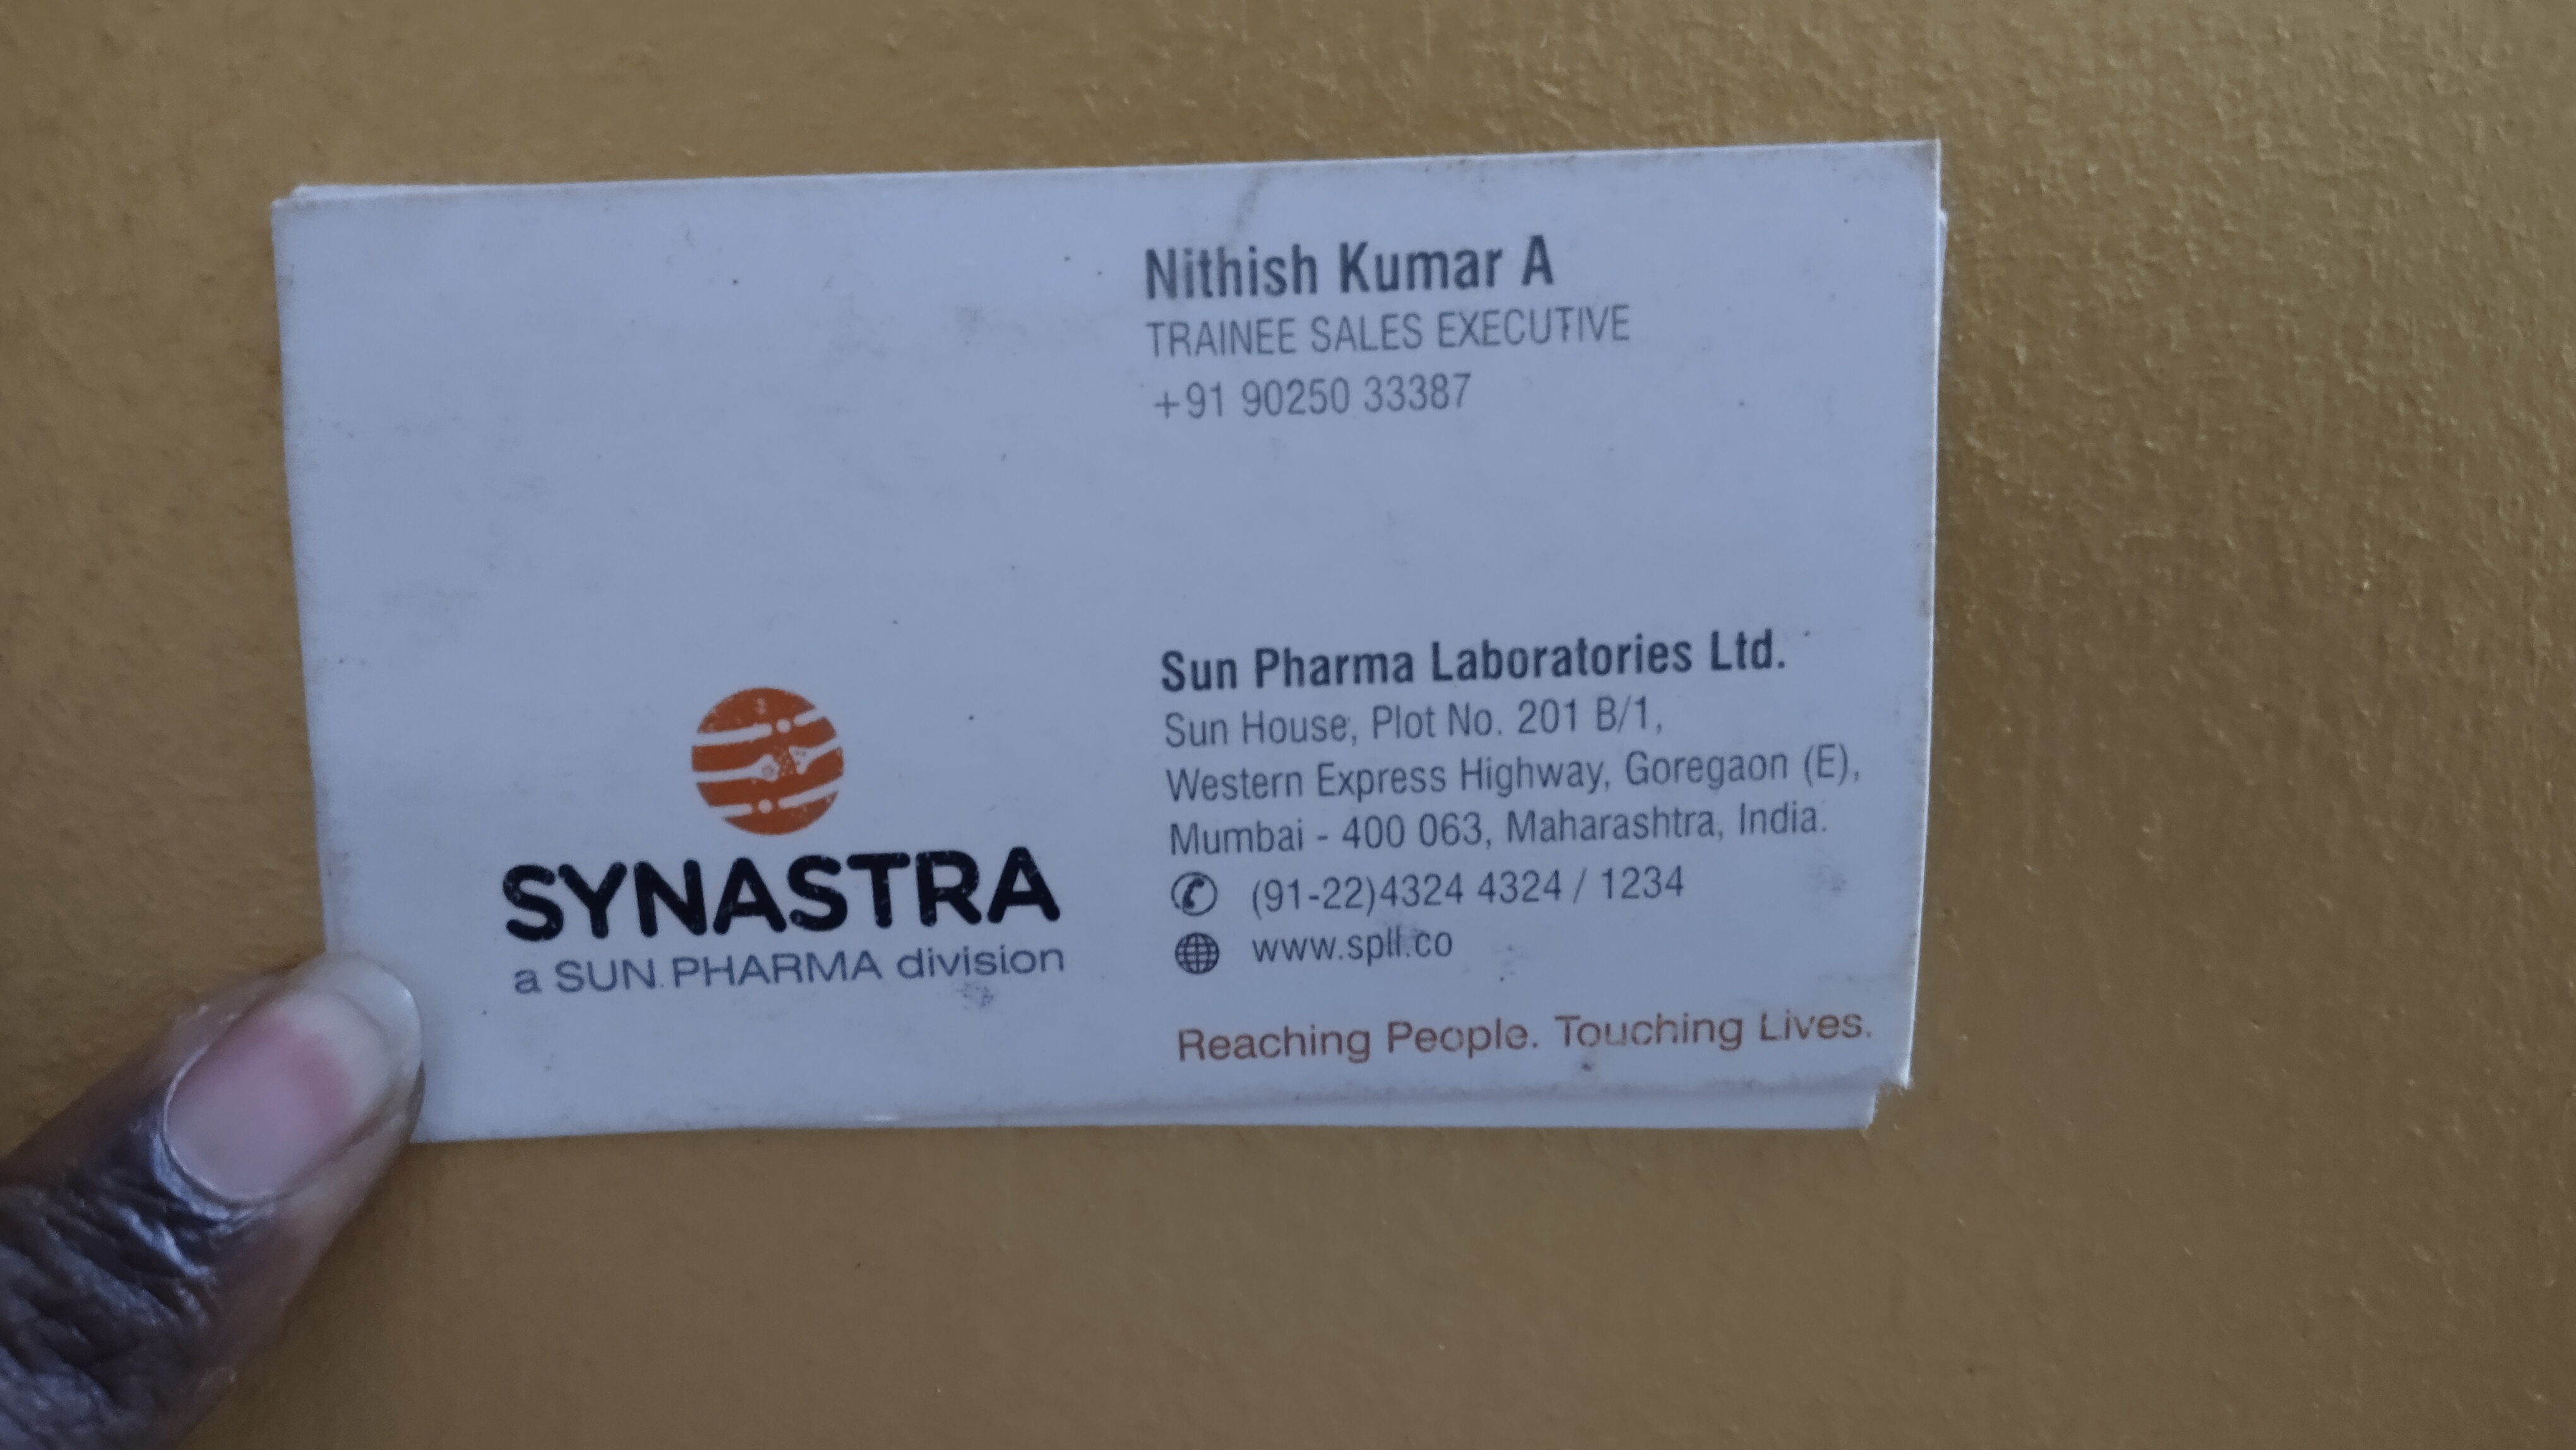 Nithish Kumar A
TRAINEE SALES EXECUTIVE
+91 90250 33387
SYNASTRA
a SUN PHARMA division
Sun Pharma Laboratories Ltd.
Sun House, Plot No. 201 B/1,
Western Express Highway, Goregaon (E),
Mumbai - 400 063, Maharashtra, India.
(91-22)4324 4324 / 1234
www.spll.co
Reaching People. Touching Lives.